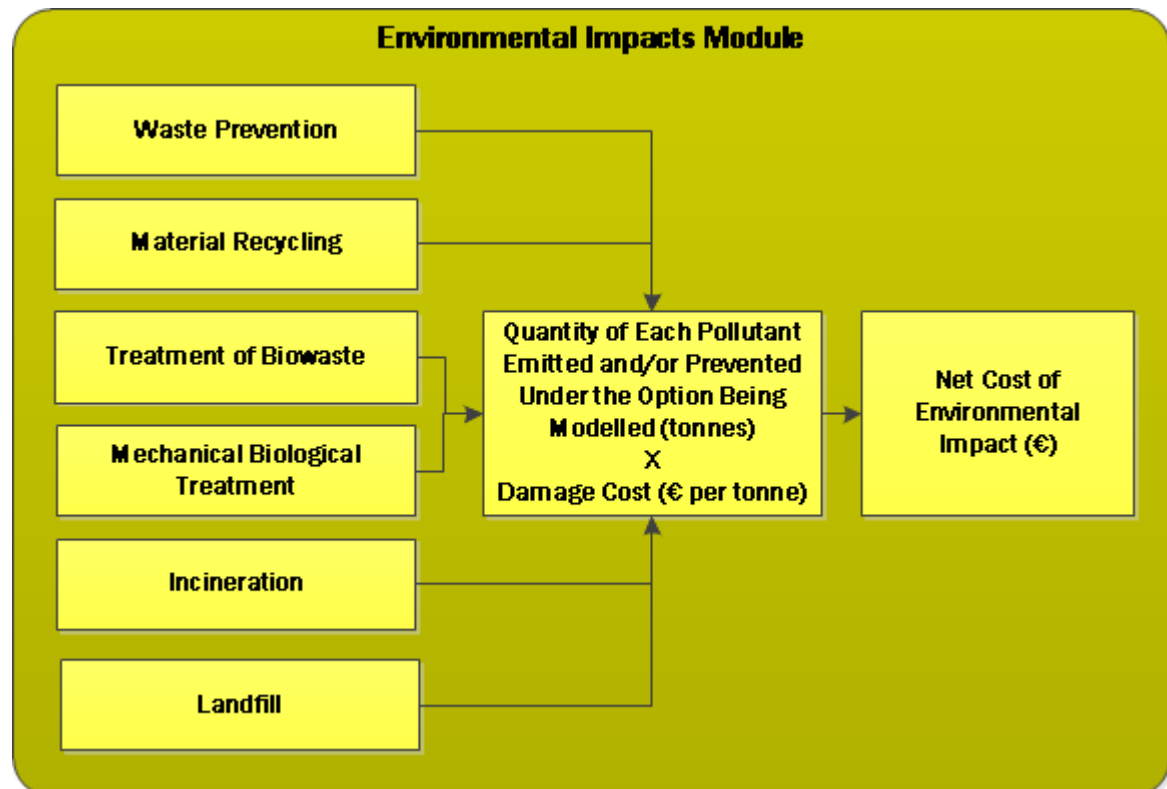 Environmental Impacts Module
Waste Prevention
Material Recycling
Treatment of Biowaste
Mechanical Biological
Treatment
Incineration
Landfill
Quantity of Each Pollutant
Emitted and/or Prevented
Under the Option Being
Modelled (tonnes)
X
Damage Cost (€ per tonne)
Net Cost of
Environmental
Impact (€)